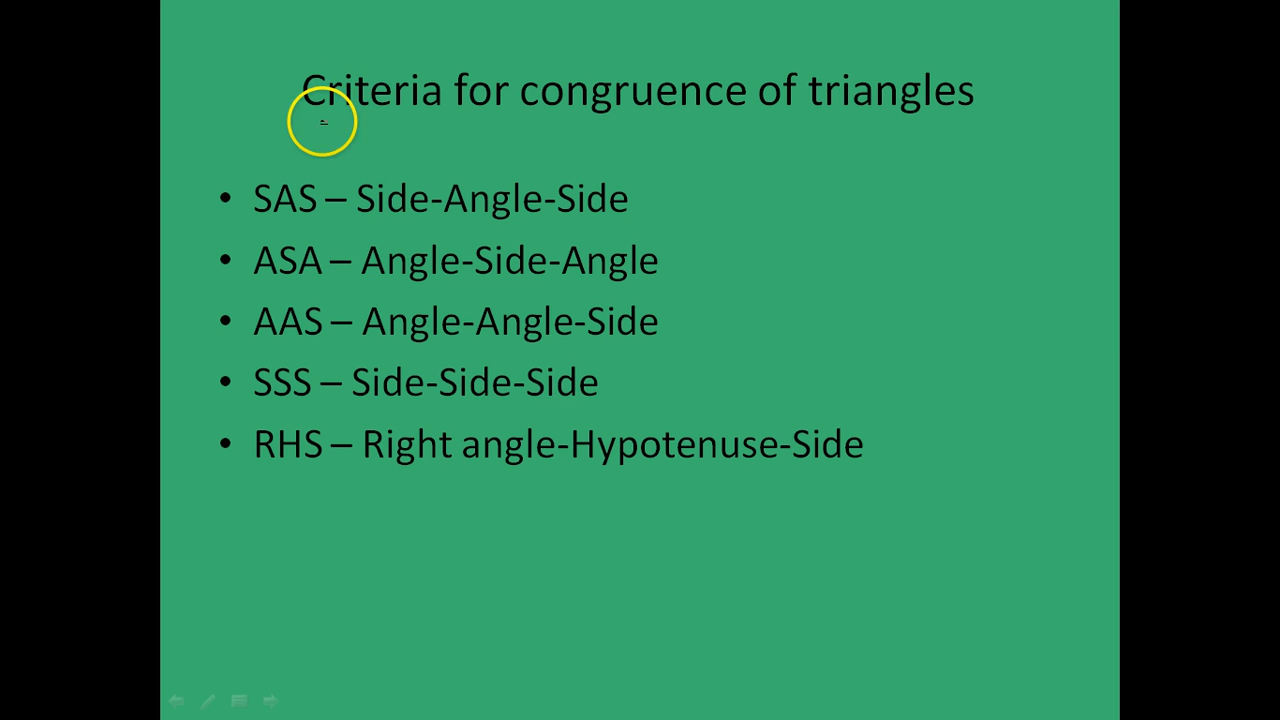 Criteria for congruence of triangles
• SAS – Side-Angle-Side
• ASA – Angle-Side-Angle
• AAS – Angle-Angle-Side
• SSS – Side-Side-Side
• RHS – Right angle-Hypotenuse-Side